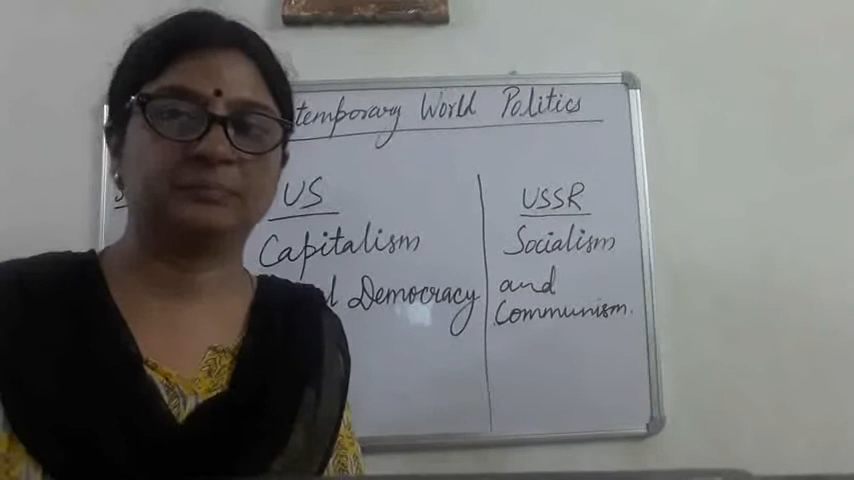 temporary World Politics
US
USSR
Capitalism
Socialism
Democracy
and
Communism.